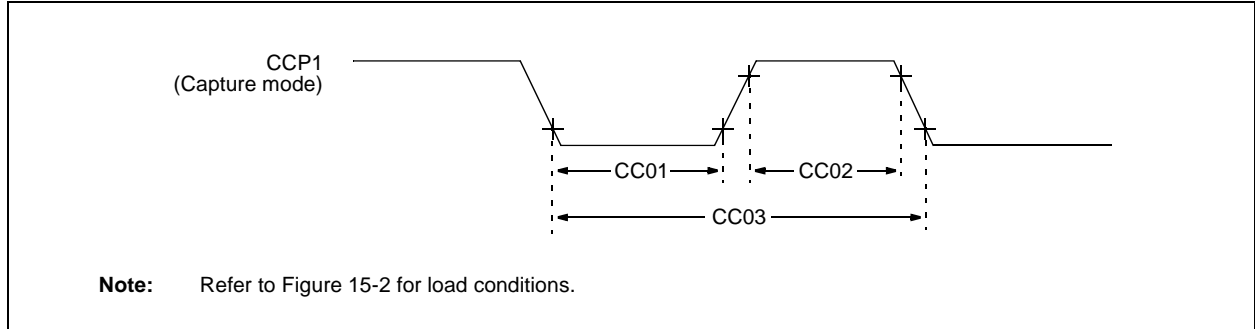 CCP1
(Capture mode)
CC01
CC02
CC03
Note: Refer to Figure 15-2 for load conditions.